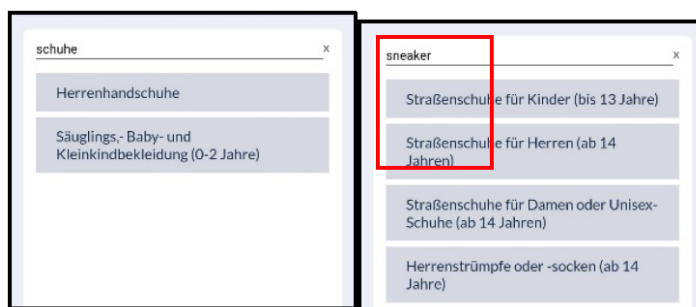 schuhe x
Herrenhandschuhe
Säuglings,- Baby- und
Kleinkindbekleidung (0-2 Jahre)
sneaker x
Straßenschuhe für Kinder (bis 13 Jahre)
Straßenschuhe für Herren (ab 14
Jahren)
Straßenschuhe für Damen oder Unisex-
Schuhe (ab 14 Jahren)
Herrenstrümpfe oder -socken (ab 14
Jahre)